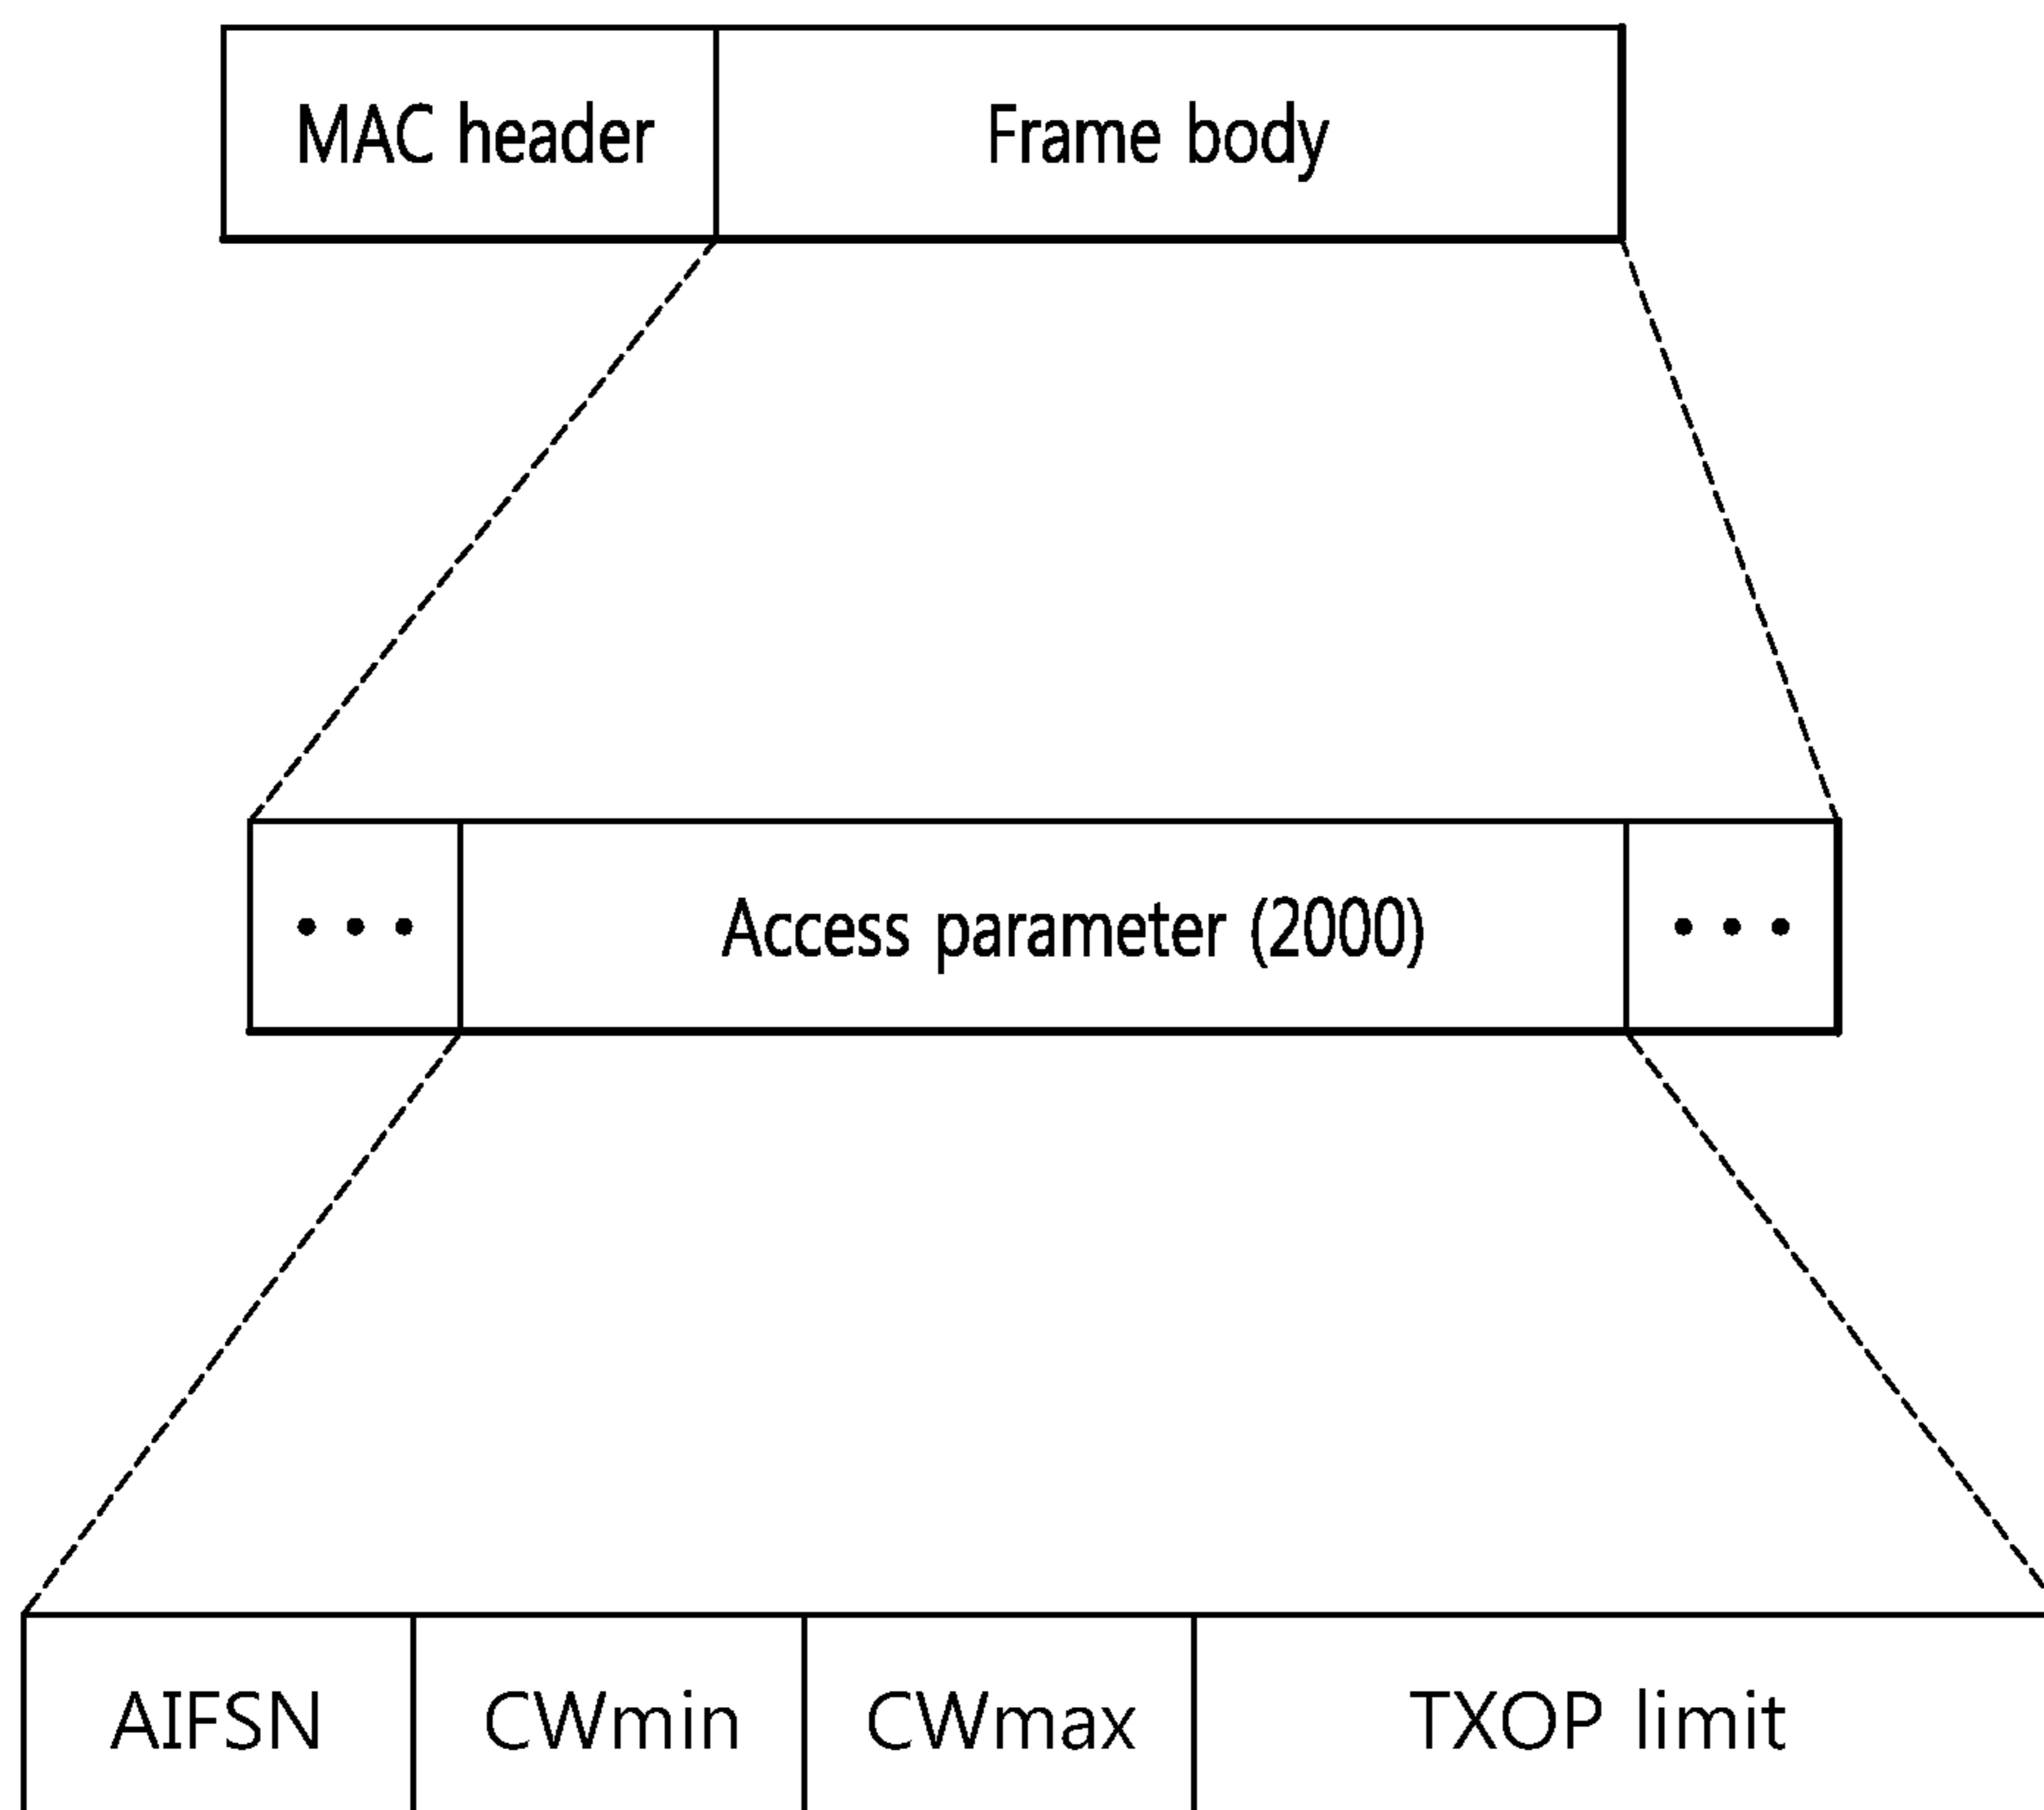 MAC header Frame body
• • • Access parameter (2000) • • •
AIFSN CWmin CWmax TXOP limit